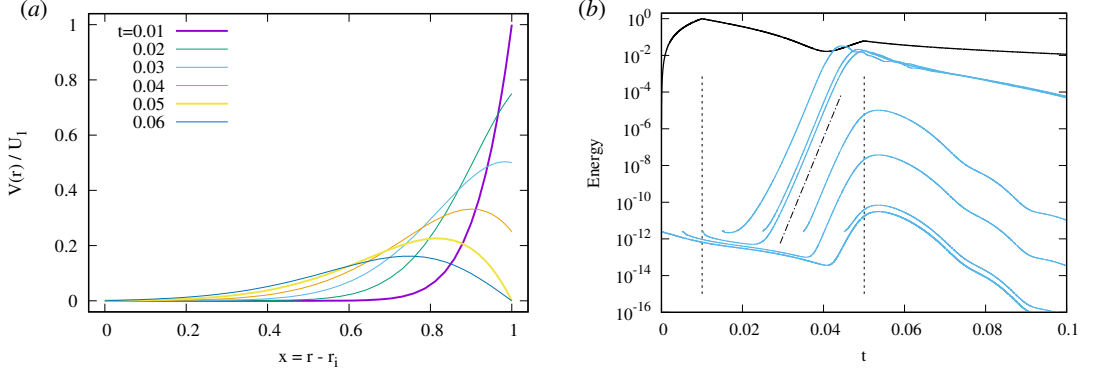 (a)
V(r) / U₁
1
0.8
0.6
0.4
0.2
0
t=0.01
0.02
0.03
0.04
0.05
0.06
0 0.2 0.4 0.6 0.8 1
x = r - rᵢ
(b)
Energy
10⁰
10⁻²
10⁻⁴
10⁻⁶
10⁻⁸
10⁻¹⁰
10⁻¹²
10⁻¹⁴
10⁻¹⁶
0 0.02 0.04 0.06 0.08 0.1
t